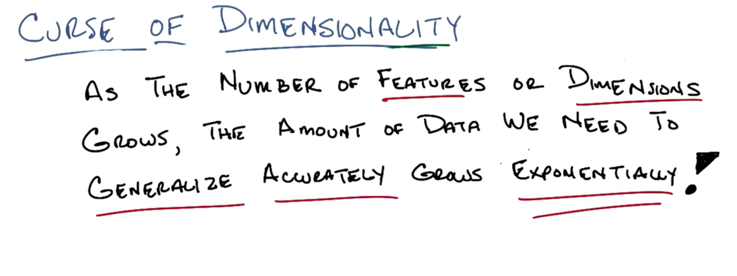 CURSE OF DIMENSIONALITY
AS THE NUMBER OF FEATURES OR DIMENSIONS
GROWS, THE AMOUNT OF DATA WE NEED TO
GENERALIZE ACCURATELY GROWS EXPONENTIALLY!